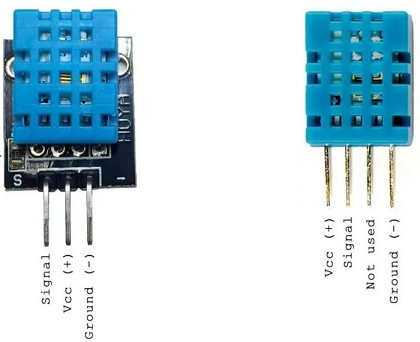 HUYA
S
-
Signal
Vcc (+)
Ground (-)
Vcc (+)
Signal
Not used
Ground (-)